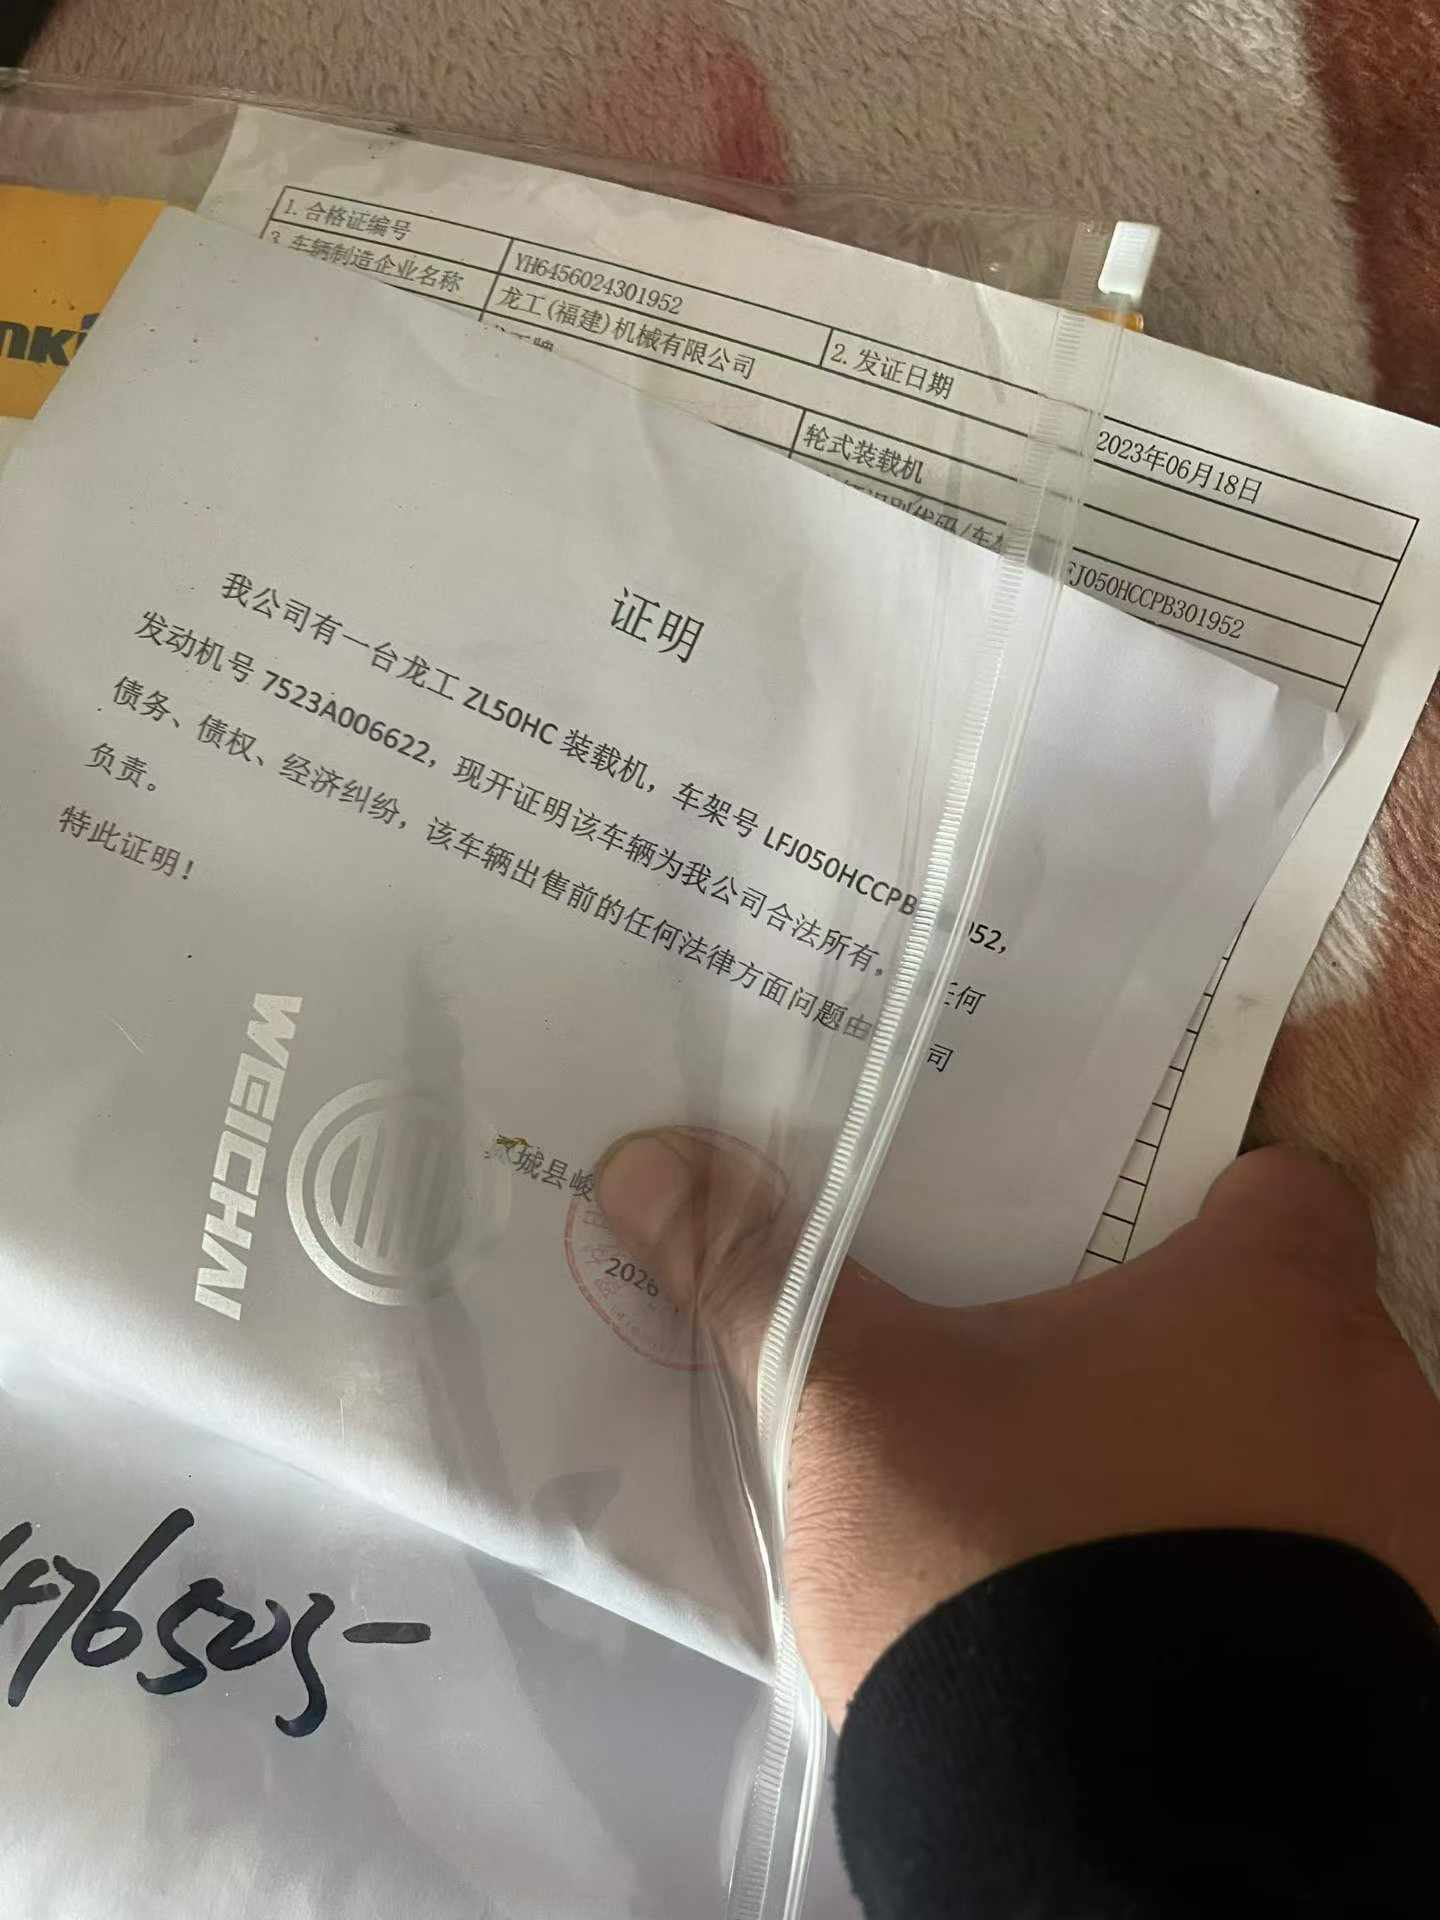 1.合格证编号
YH6456024301952
2.发证日期
2023年06月18日
3.车辆制造企业名称
龙工(福建)机械有限公司
轮式装载机
FJ050HCCPB301952
证明
我公司有一台龙工 ZL50HC 装载机，车架号 LFJ050HCCPB 952，
发动机号 7523A006622，现开证明该车辆为我公司合法所有， 任何
债务、债权、经济纠纷，该车辆出售前的任何法律方面问题由 司
负责。
特此证明！
城县峻
2026
WEICHAI
476505-